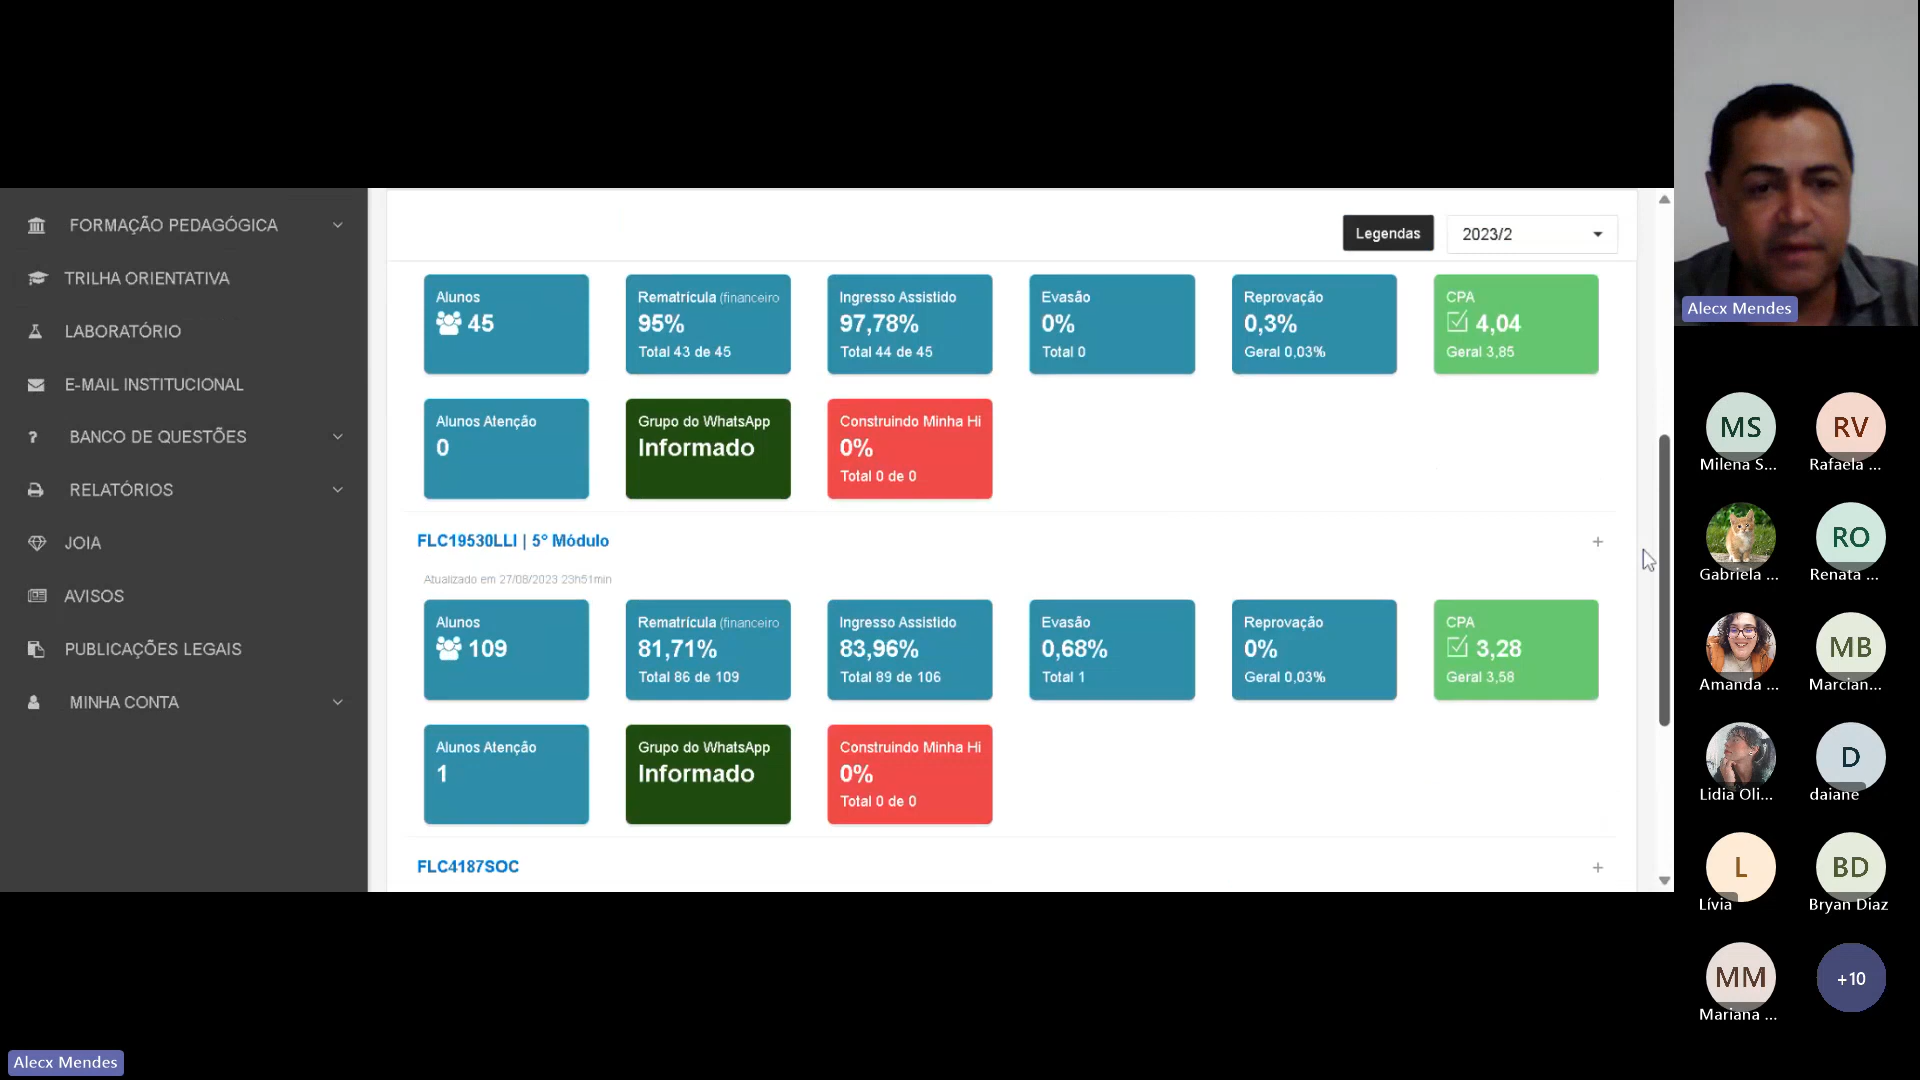 FORMAÇÃO PEDAGÓGICA
TRILHA ORIENTATIVA
LABORATÓRIO
E-MAIL INSTITUCIONAL
BANCO DE QUESTÕES
RELATÓRIOS
JOIA
AVISOS
PUBLICAÇÕES LEGAIS
MINHA CONTA
Legendas
2023/2
Alunos
45
Rematrícula (financeiro
95%
Total 43 de 45
Ingresso Assistido
97,78%
Total 44 de 45
Evasão
0%
Total 0
Reprovação
0,3%
Geral 0,03%
CPA
4,04
Geral 3,85
Alunos Atenção
0
Grupo do WhatsApp
Informado
Construindo Minha Hi
0%
Total 0 de 0
FLC19530LLI | 5° Módulo
+
Atualizado em 27/08/2023 23h51min
Alunos
109
Rematrícula (financeiro
81,71%
Total 86 de 109
Ingresso Assistido
83,96%
Total 89 de 106
Evasão
0,68%
Total 1
Reprovação
0%
Geral 0,03%
CPA
3,28
Geral 3,58
Alunos Atenção
1
Grupo do WhatsApp
Informado
Construindo Minha Hi
0%
Total 0 de 0
FLC4187SOC
+
Alecx Mendes
MS
Milena S...
RV
Rafaela ...
Gabriela ...
RO
Renata ...
Amanda ...
MB
Marcian...
Lidia Oli...
D
daiane
L
Lívia
BD
Bryan Diaz
MM
Mariana ...
+10
Alecx Mendes